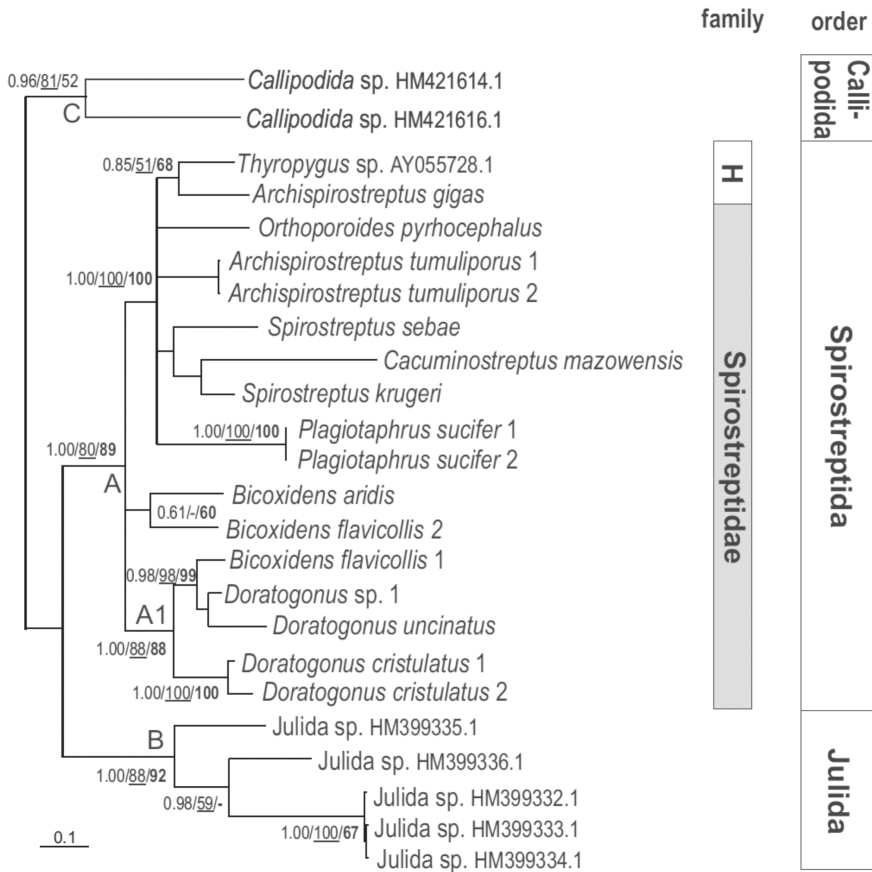 family order
0.96/81/52
Callipodida sp. HM421614.1
Callipodida sp. HM421616.1
C
Calli-
podida
0.85/51/68
Thyropygus sp. AY055728.1
Archispirostreptus gigas
H
Orthoporoides pyrhocephalus
1.00/100/100
Archispirostreptus tumuliporus 1
Archispirostreptus tumuliporus 2
Spirostreptus sebae
Cacuminostreptus mazowensis
Spirostreptus krugeri
1.00/100/100
Plagiotaphrus sucifer 1
Plagiotaphrus sucifer 2
Spirostreptidae
Spirostreptida
1.00/80/89
A
Bicoxidens aridis
0.61/-/60
Bicoxidens flavicollis 2
Bicoxidens flavicollis 1
0.98/98/99
Doratogonus sp. 1
A1
Doratogonus uncinatus
1.00/88/88
Doratogonus cristulatus 1
1.00/100/100
Doratogonus cristulatus 2
B
Julida sp. HM399335.1
1.00/88/92
Julida sp. HM399336.1
0.98/59/-
Julida sp. HM399332.1
1.00/100/67
Julida sp. HM399333.1
Julida sp. HM399334.1
Julida
0.1